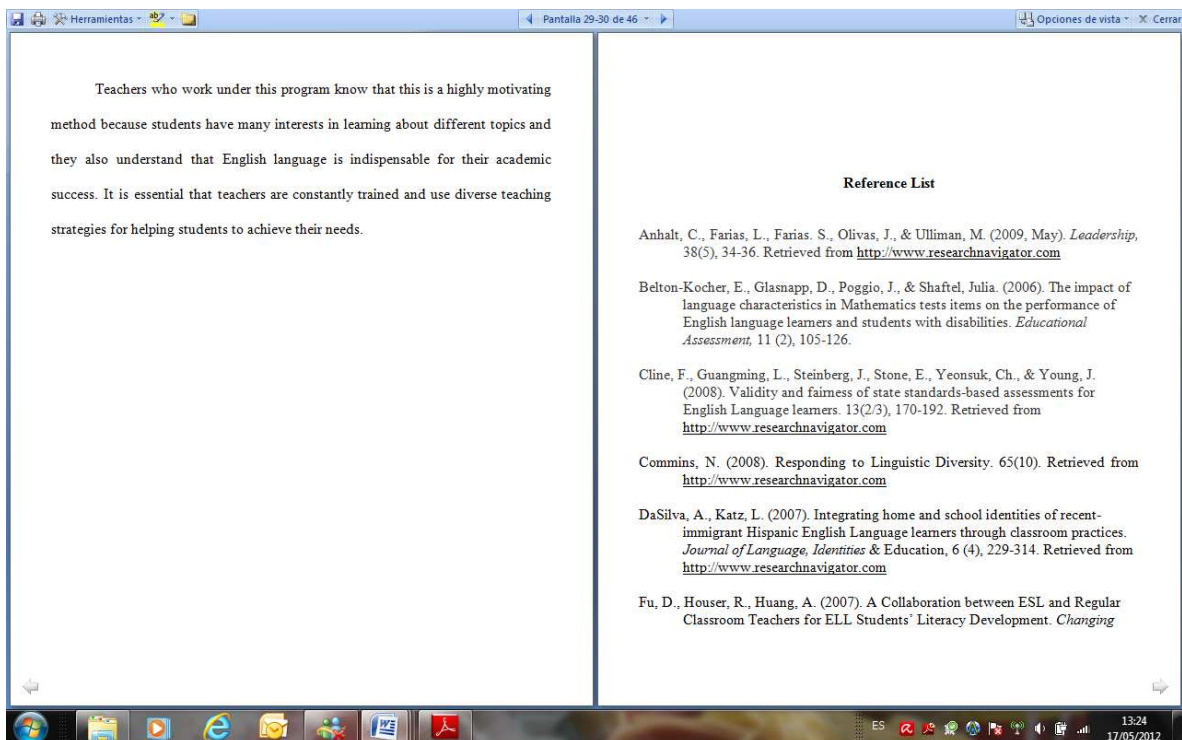 Herramientas
Pantalla 29-30 de 46
Opciones de vista
Cerrar
Teachers who work under this program know that this is a highly motivating
method because students have many interests in learning about different topics and
they also understand that English language is indispensable for their academic
success. It is essential that teachers are constantly trained and use diverse teaching
strategies for helping students to achieve their needs.
Reference List
Anhalt, C., Farias, L., Farias. S., Olivas, J., & Ulliman, M. (2009, May). Leadership,
38(5), 34-36. Retrieved from http://www.researchnavigator.com
Belton-Kocher, E., Glasnapp, D., Poggio, J., & Shaftel, Julia. (2006). The impact of
language characteristics in Mathematics tests items on the performance of
English language learners and students with disabilities. Educational
Assessment, 11 (2), 105-126.
Cline, F., Guangming, L., Steinberg, J., Stone, E., Yeonsuk, Ch., & Young, J.
(2008). Validity and fairness of state standards-based assessments for
English Language learners. 13(2/3), 170-192. Retrieved from
http://www.researchnavigator.com
Commins, N. (2008). Responding to Linguistic Diversity. 65(10). Retrieved from
http://www.researchnavigator.com
DaSilva, A., Katz, L. (2007). Integrating home and school identities of recent-
immigrant Hispanic English Language learners through classroom practices.
Journal of Language, Identities & Education, 6 (4), 229-314. Retrieved from
http://www.researchnavigator.com
Fu, D., Houser, R., Huang, A. (2007). A Collaboration between ESL and Regular
Classroom Teachers for ELL Students' Literacy Development. Changing
ES
13:24
17/05/2012